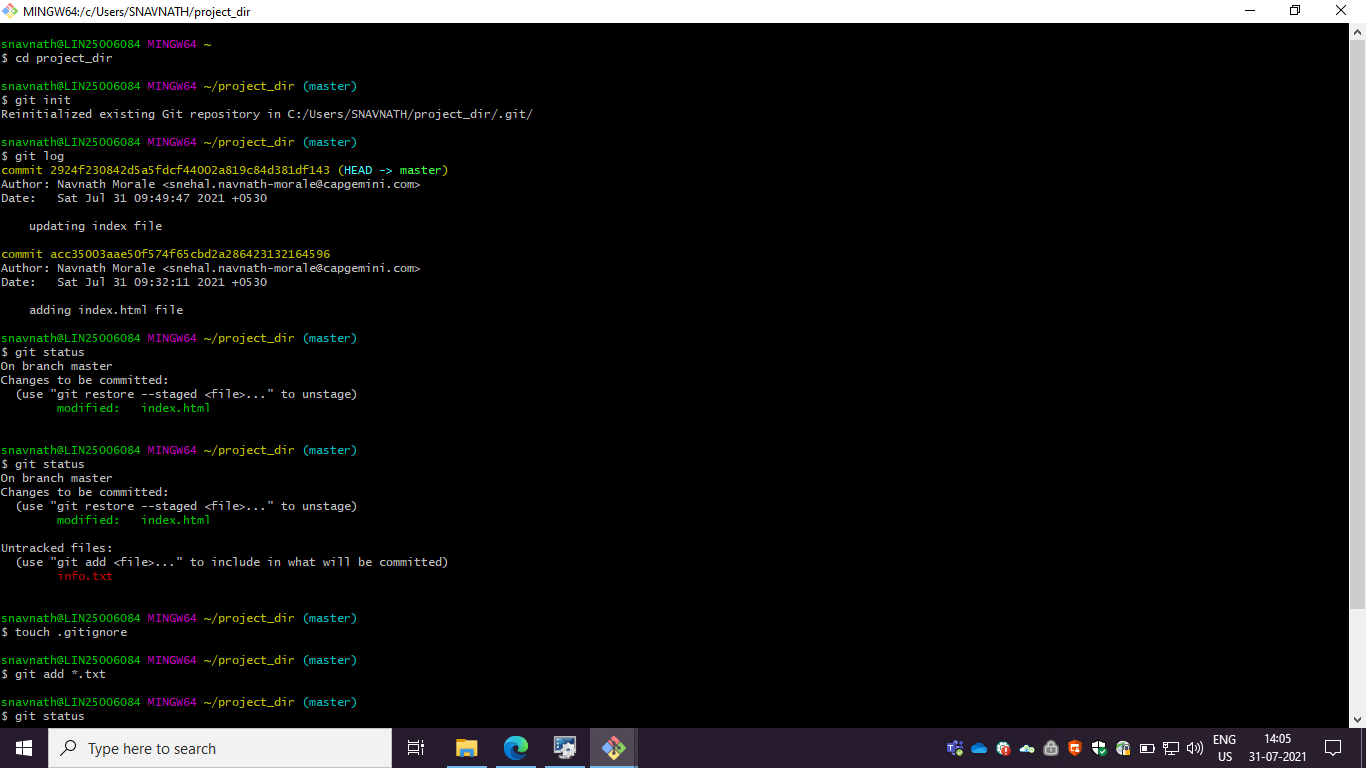 MINGW64:/c/Users/SNAVNATH/project_dir
snavnath@LIN25006084 MINGW64 ~
$ cd project_dir
snavnath@LIN25006084 MINGW64 ~/project_dir (master)
$ git init
Reinitialized existing Git repository in C:/Users/SNAVNATH/project_dir/.git/
snavnath@LIN25006084 MINGW64 ~/project_dir (master)
$ git log
commit 2924f230842d5a5fdcf44002a819c84d381df143 (HEAD -> master)
Author: Navnath Morale <snehal.navnath-morale@capgemini.com>
Date:   Sat Jul 31 09:49:47 2021 +0530
    updating index file
commit acc35003aae50f574f65cbd2a286423132164596
Author: Navnath Morale <snehal.navnath-morale@capgemini.com>
Date:   Sat Jul 31 09:32:11 2021 +0530
    adding index.html file
snavnath@LIN25006084 MINGW64 ~/project_dir (master)
$ git status
On branch master
Changes to be committed:
  (use "git restore --staged <file>..." to unstage)
        modified:   index.html
snavnath@LIN25006084 MINGW64 ~/project_dir (master)
$ git status
On branch master
Changes to be committed:
  (use "git restore --staged <file>..." to unstage)
        modified:   index.html
Untracked files:
  (use "git add <file>..." to include in what will be committed)
        info.txt
snavnath@LIN25006084 MINGW64 ~/project_dir (master)
$ touch .gitignore
snavnath@LIN25006084 MINGW64 ~/project_dir (master)
$ git add *.txt
snavnath@LIN25006084 MINGW64 ~/project_dir (master)
$ git status
Type here to search
ENG
US
14:05
31-07-2021